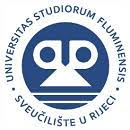 UNIVERSITAS STUDIORUM FLUMINENSIS
SVEUČILIŠTE U RIJECI